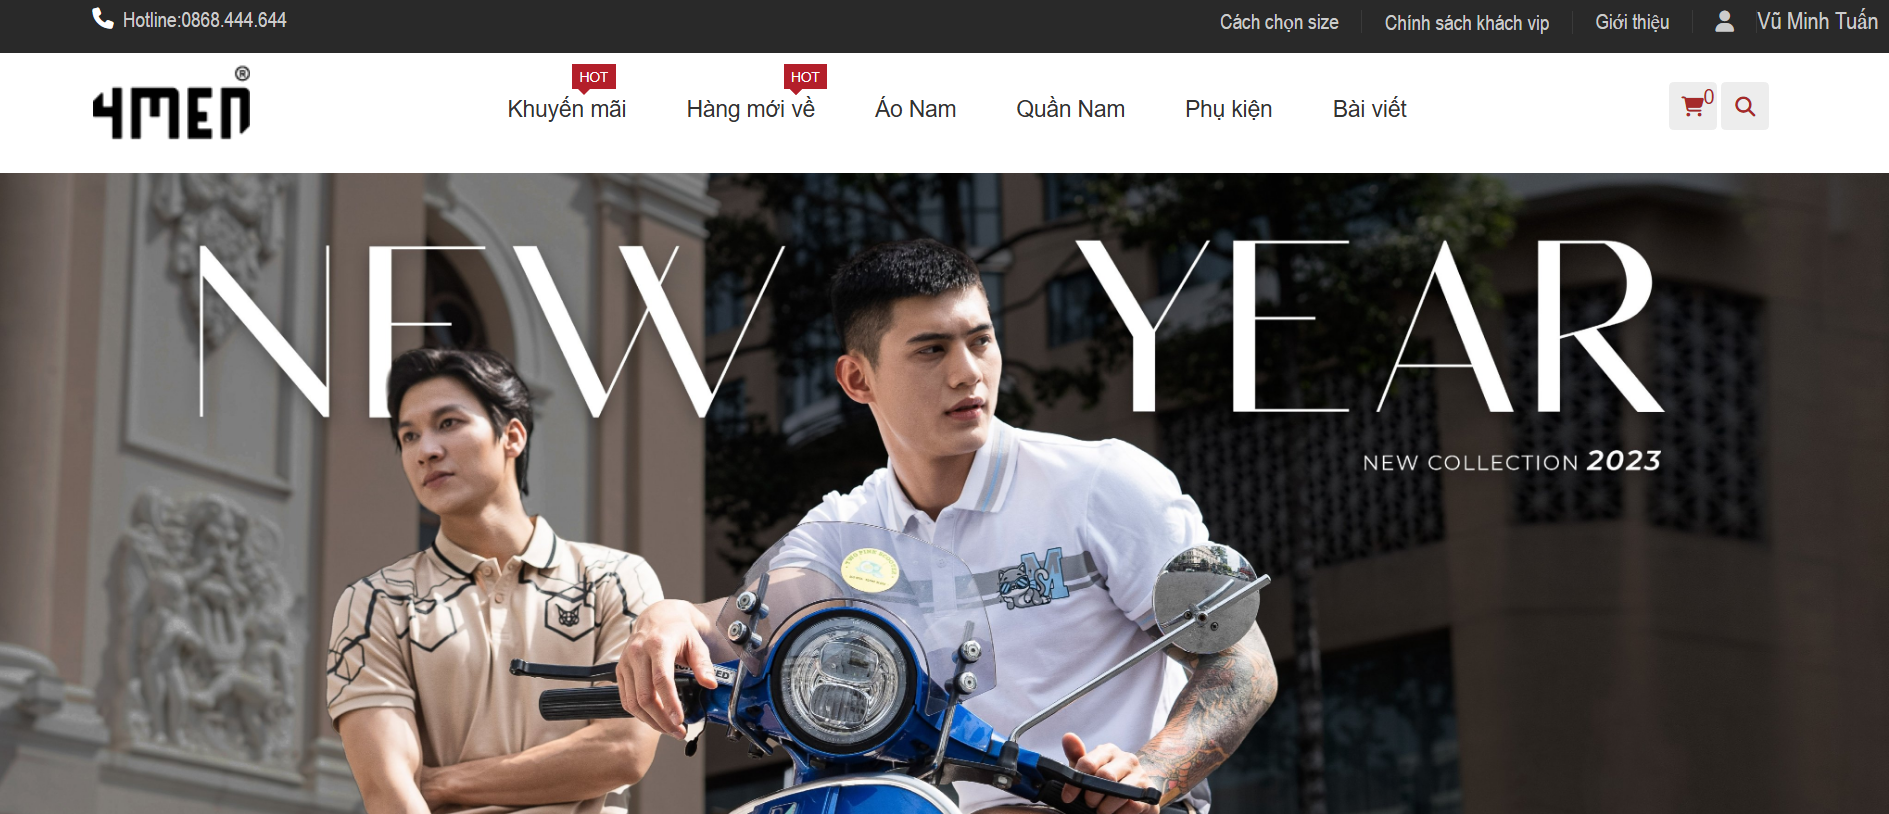 Hotline:0868.444.644
Cách chọn size
Chính sách khách vip
Giới thiệu
Vũ Minh Tuấn
4MEN®
HOT
HOT
Khuyến mãi
Hàng mới về
Áo Nam
Quần Nam
Phụ kiện
Bài viết
0
NEW YEAR
NEW COLLECTION 2023
M